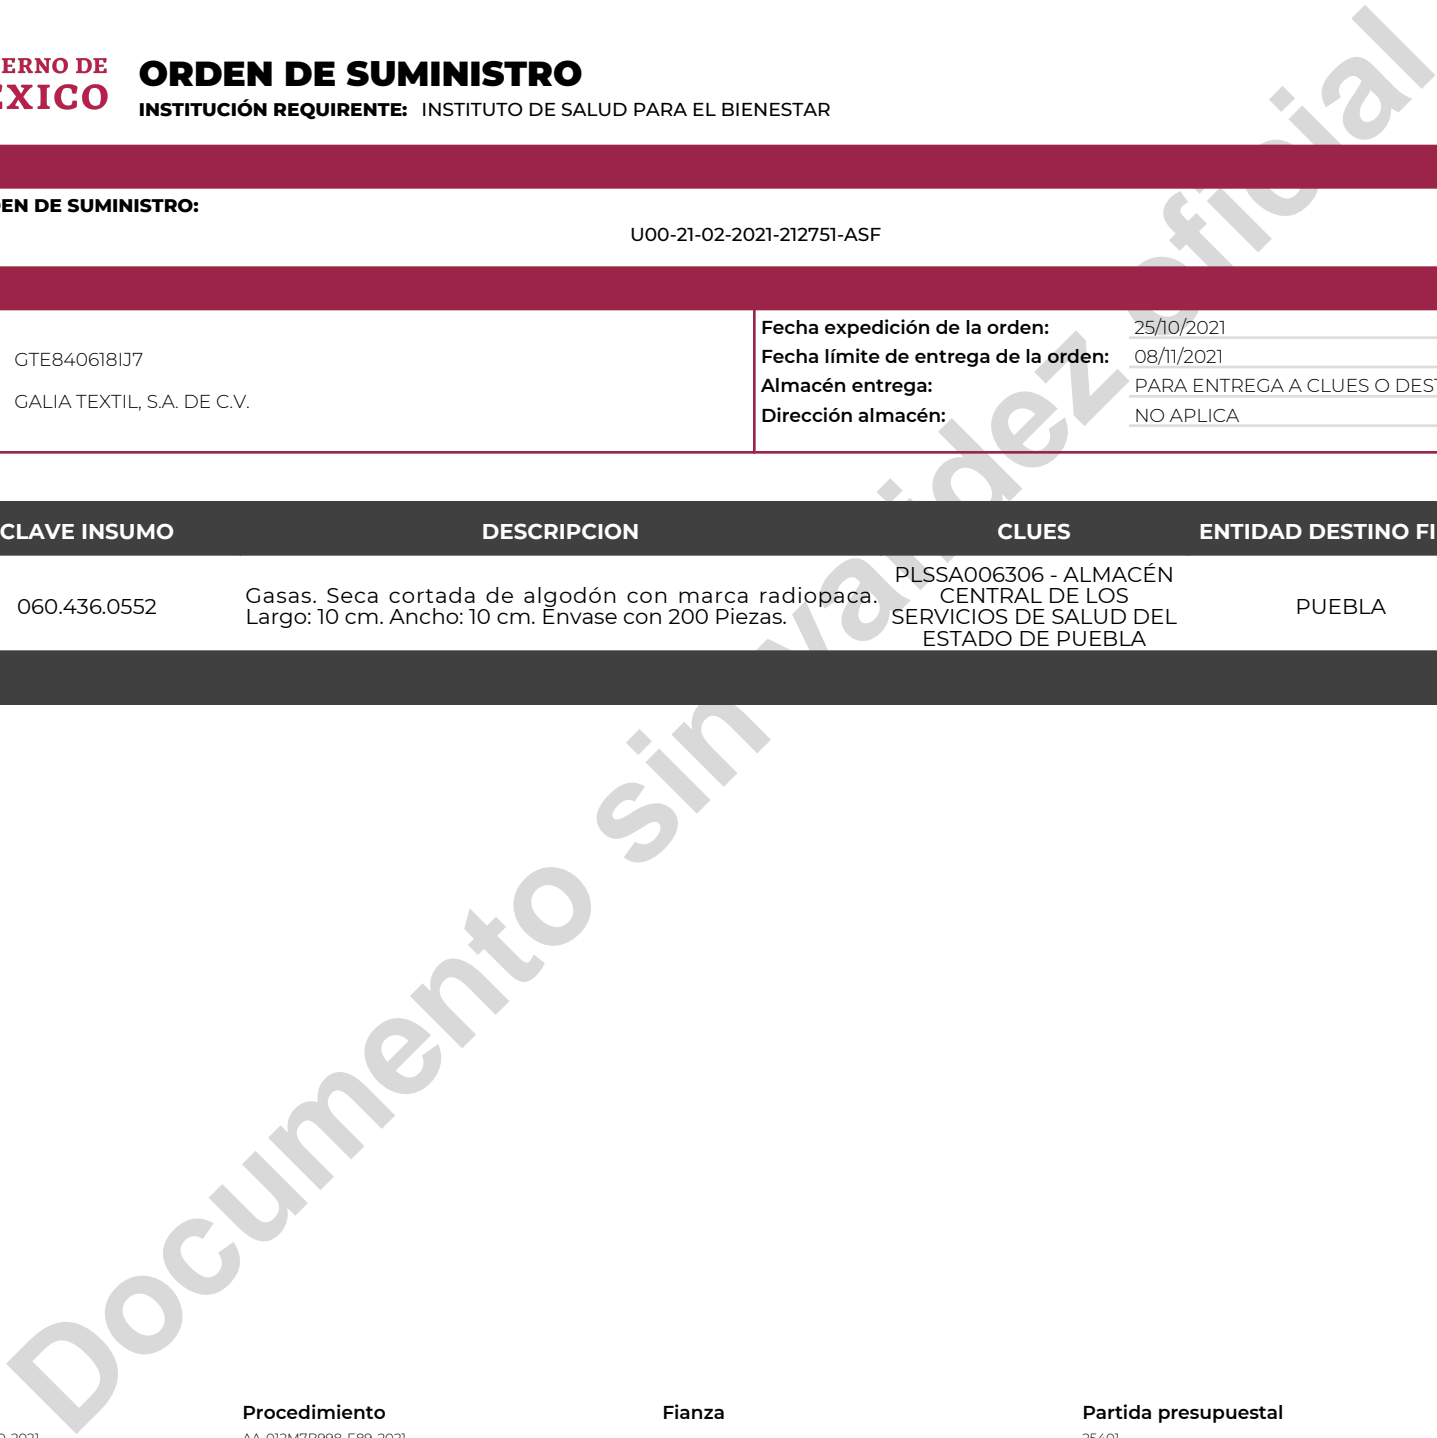 ERNO DE
EXICO
ORDEN DE SUMINISTRO
INSTITUCIÓN REQUIRENTE: INSTITUTO DE SALUD PARA EL BIENESTAR
EN DE SUMINISTRO:
U00-21-02-2021-212751-ASF
GTE840618IJ7
GALIA TEXTIL, S.A. DE C.V.
Fecha expedición de la orden: 25/10/2021
Fecha límite de entrega de la orden: 08/11/2021
Almacén entrega: PARA ENTREGA A CLUES O DEST
Dirección almacén: NO APLICA
CLAVE INSUMO DESCRIPCION CLUES ENTIDAD DESTINO FI
060.436.0552
Gasas. Seca cortada de algodón con marca radiopaca.
Largo: 10 cm. Ancho: 10 cm. Envase con 200 Piezas.
PLSSA006306 - ALMACÉN
CENTRAL DE LOS
SERVICIOS DE SALUD DEL
ESTADO DE PUEBLA
PUEBLA
Documento sin validez oficial
Procedimiento Fianza Partida presupuestal